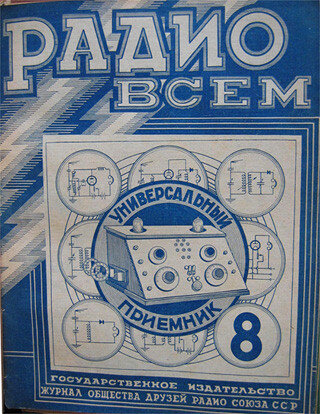 РАДИО
ВСЕМ
УНИВЕРСАЛЬНЫЙ
ПРИЕМНИК
8
ГОСУДАРСТВЕННОЕ ИЗДАТЕЛЬСТВО
ЖУРНАЛ ОБЩЕСТВА ДРУЗЕЙ РАДИО СОЮЗА ССР